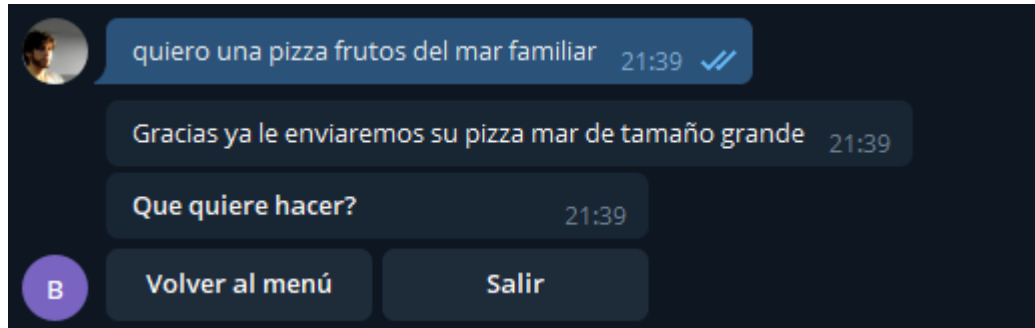 quiero una pizza frutos del mar familiar 21:39
Gracias ya le enviaremos su pizza mar de tamaño grande 21:39
Que quiere hacer? 21:39
B Volver al menú Salir